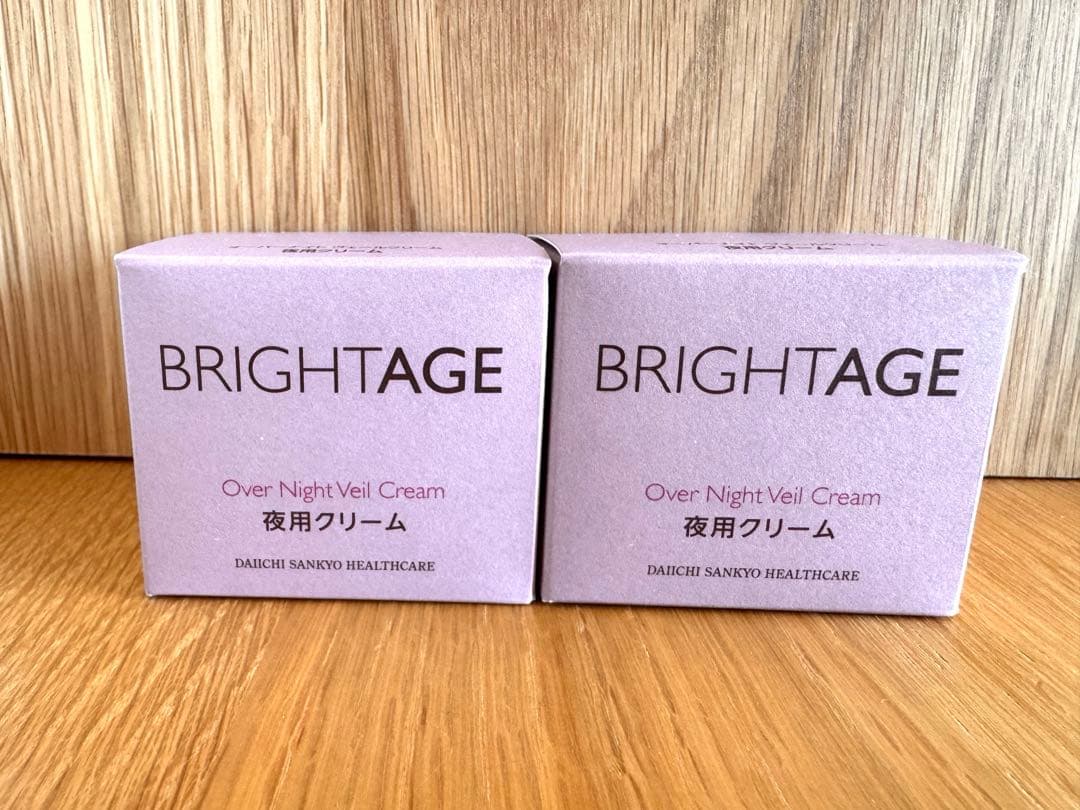 BRIGHTAGE
Over Night Veil Cream
夜用クリーム
DAIICHI SANKYO HEALTHCARE
BRIGHTAGE
Over Night Veil Cream
夜用クリーム
DAIICHI SANKYO HEALTHCARE